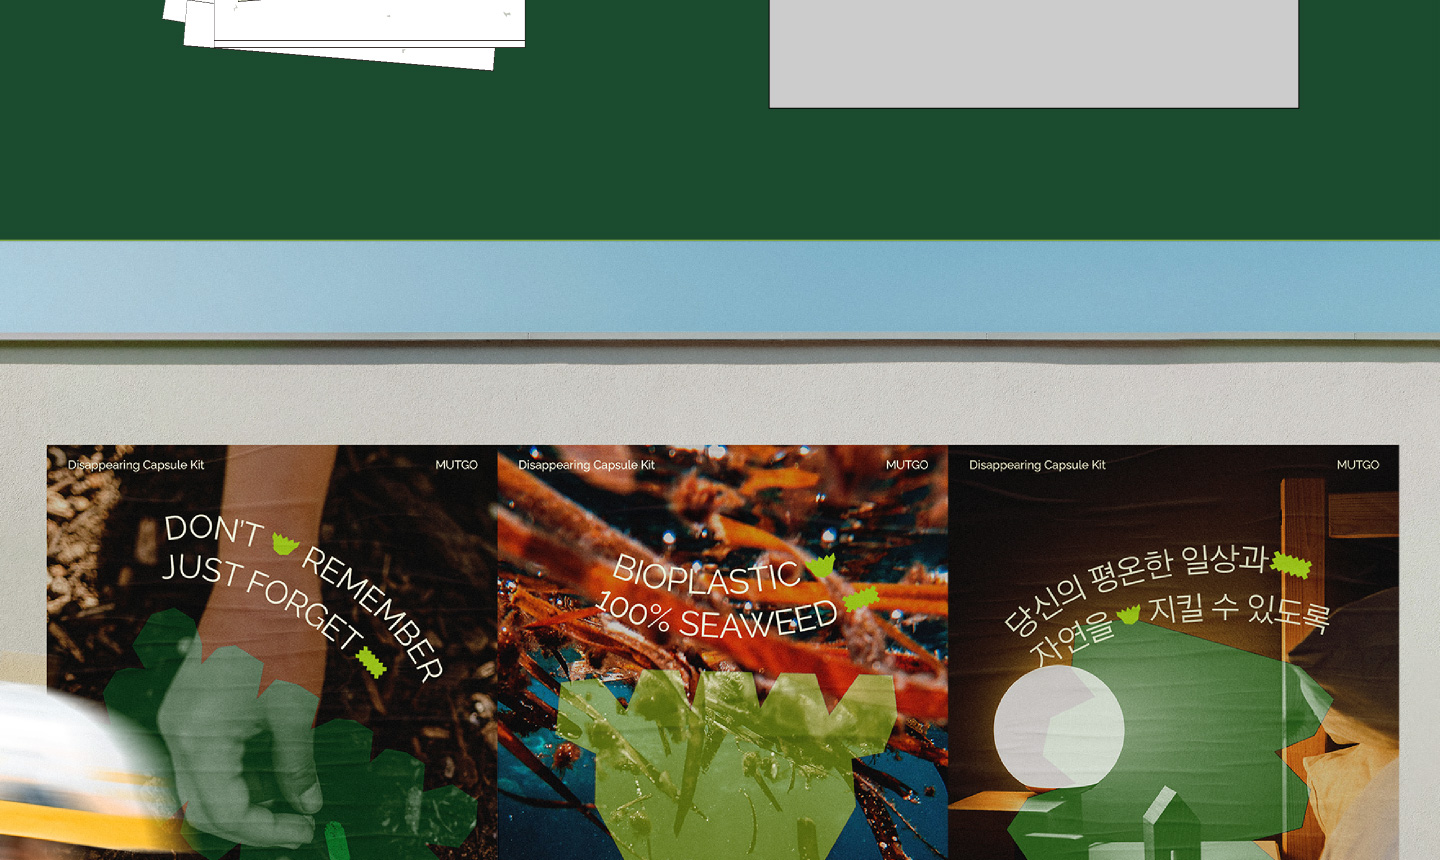 Disappearing Capsule Kit
MUTGO
DON'T REMEMBER
JUST FORGET
Disappearing Capsule Kit
MUTGO
BIOPLASTIC
100% SEAWEED
Disappearing Capsule Kit
MUTGO
당신의 평온한 일상과
자연을 지킬 수 있도록